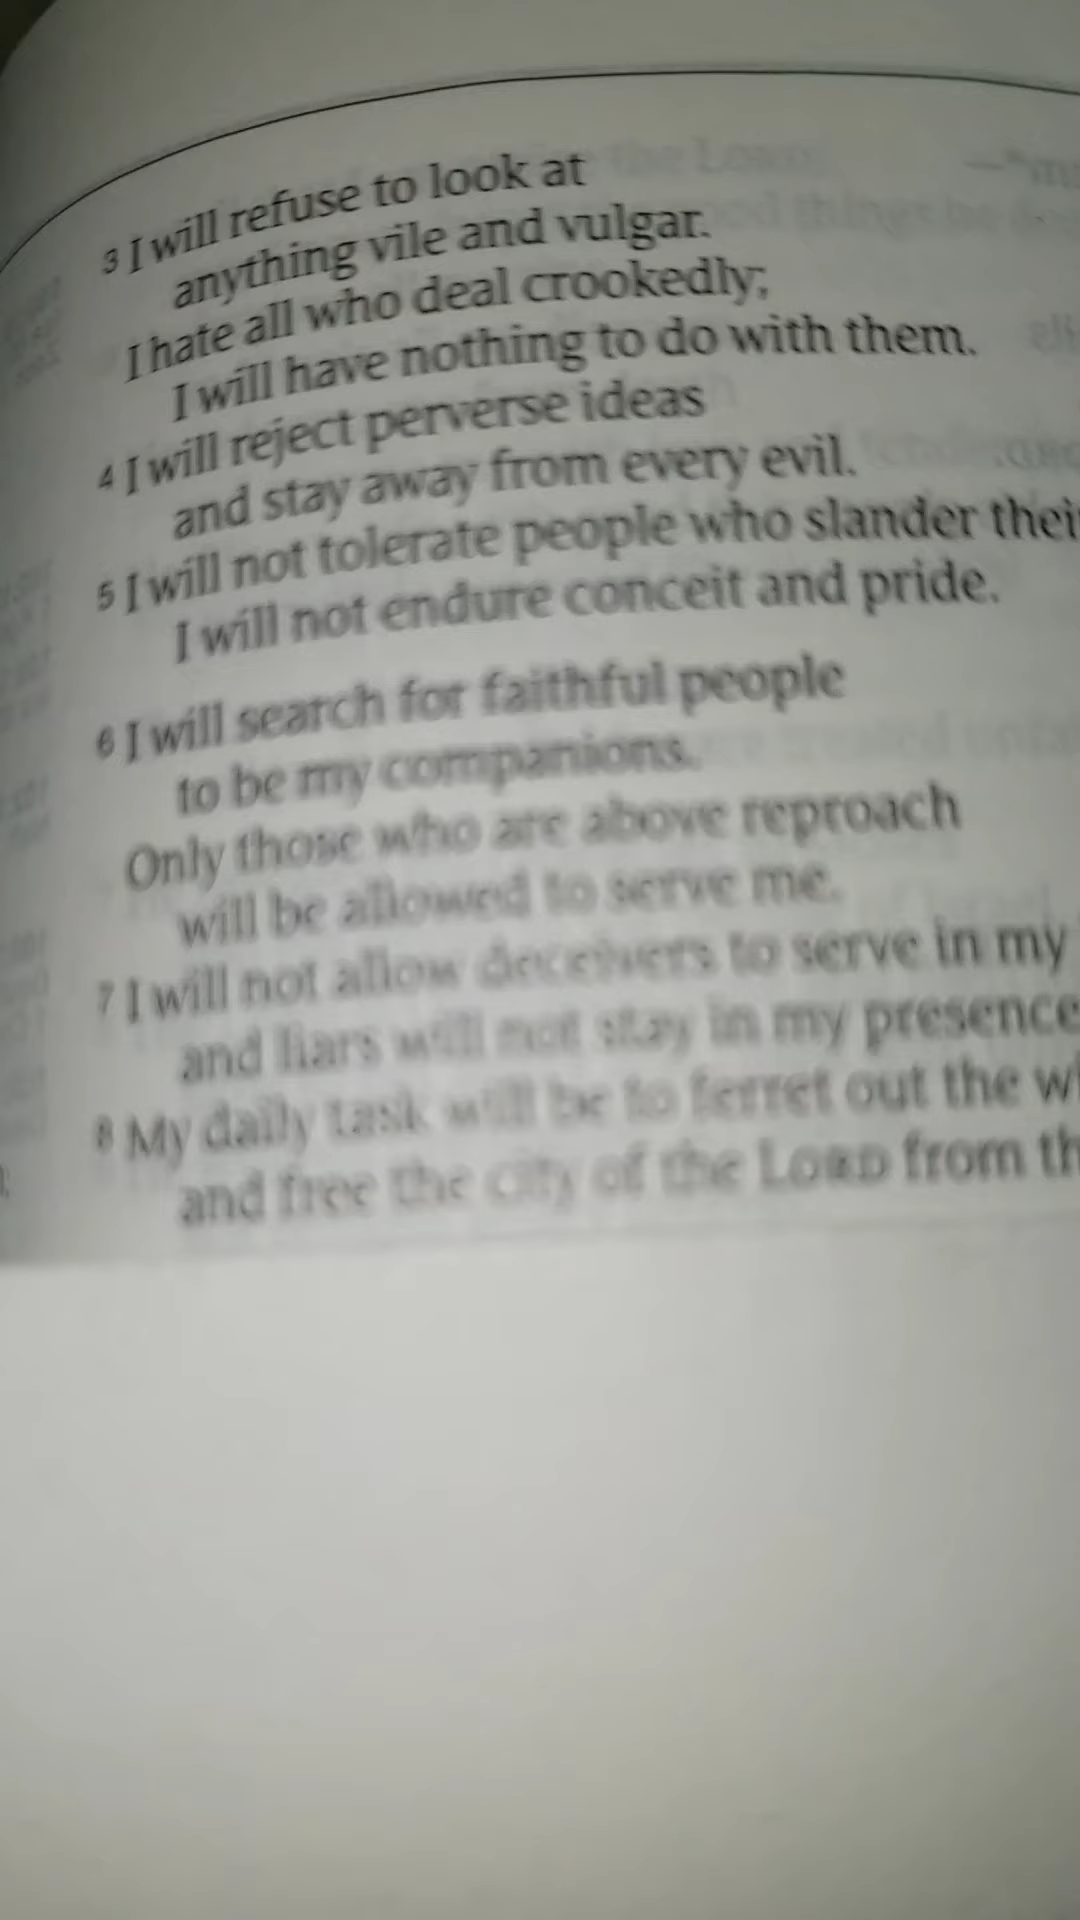 3 I will refuse to look at
anything vile and vulgar.
I hate all who deal crookedly;
I will have nothing to do with them.
4 I will reject perverse ideas
and stay away from every evil.
5 I will not tolerate people who slander thei
I will not endure conceit and pride.
6 I will search for faithful people
to be my companions.
Only those who are above reproach
will be allowed to serve me.
7 I will not allow deceivers to serve in my
and liars will not stay in my presence
8 My daily task will be to ferret out the w
and free the city of the LORD from th